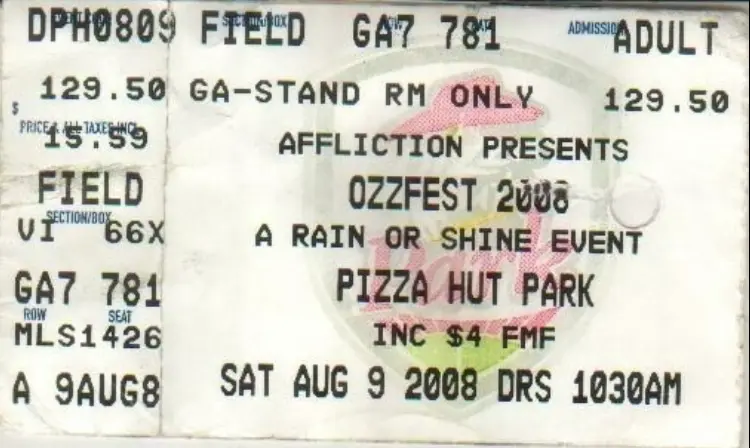 DPH0809 FIELD GA7 781 ADMISSION ADULT
$ 129.50 GA-STAND RM ONLY 129.50
PRICE & ALL TAXES INCL.
15.59 AFFLICTION PRESENTS
FIELD OZZFEST 2008
SECTION/BOX
VI 66X A RAIN OR SHINE EVENT
GA7 781 PIZZA HUT PARK
ROW SEAT
MLS1426 INC $4 FMF
A 9AUG8 SAT AUG 9 2008 DRS 1030AM
Park